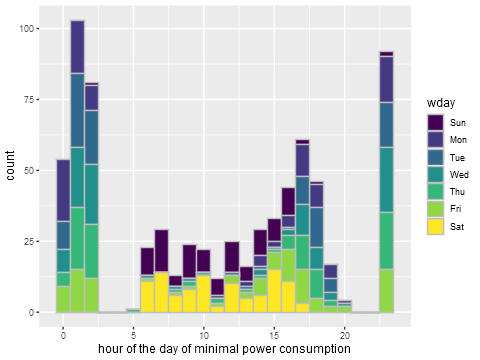 100
75
50
25
0
count
0
5
10
15
20
hour of the day of minimal power consumption
wday
Sun
Mon
Tue
Wed
Thu
Fri
Sat